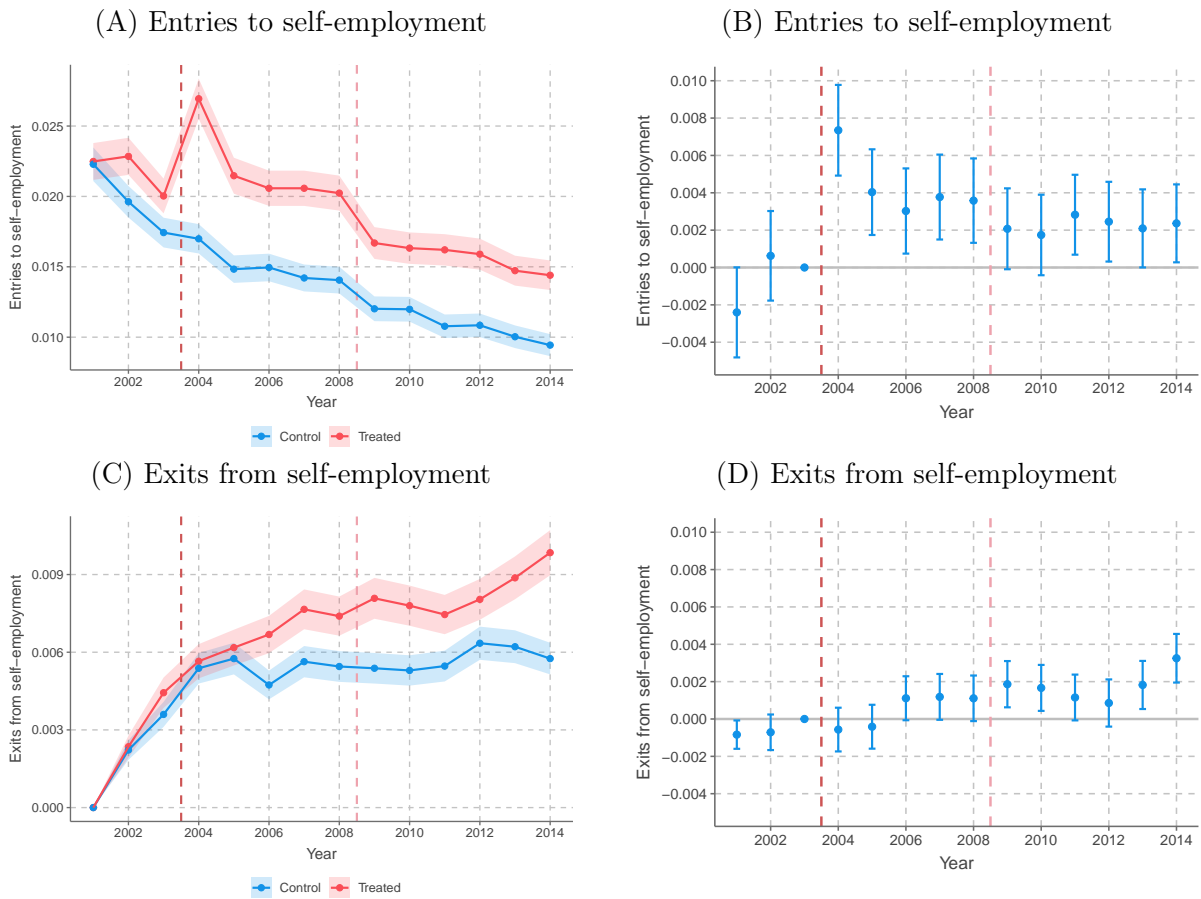 (A) Entries to self-employment
Entries to self−employment
0.025
0.020
0.015
0.010
2002 2004 2006 2008 2010 2012 2014
Year
Control Treated
(B) Entries to self-employment
Entries to self−employment
0.010
0.008
0.006
0.004
0.002
0.000
−0.002
−0.004
2002 2004 2006 2008 2010 2012 2014
Year
(C) Exits from self-employment
Exits from self−employment
0.009
0.006
0.003
0.000
2002 2004 2006 2008 2010 2012 2014
Year
Control Treated
(D) Exits from self-employment
Exits from self−employment
0.010
0.008
0.006
0.004
0.002
0.000
−0.002
−0.004
2002 2004 2006 2008 2010 2012 2014
Year